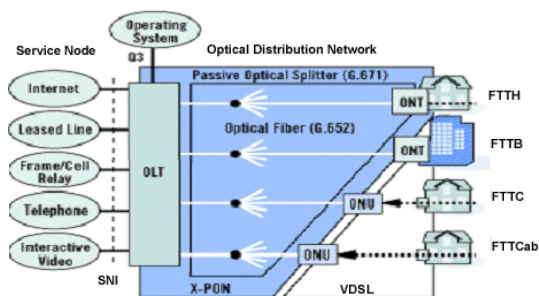 Operating
System
Service Node
Q3
Optical Distribution Network
Passive Optical Splitter (G.671)
Internet
ONT
FTTH
Leased Line
Optical Fiber (G.652)
Frame/Cell
Relay
OLT
ONT
FTTB
Telephone
ONU
FTTC
Interactive
Video
ONU
FTTCab
SNI
X-PON
VDSL